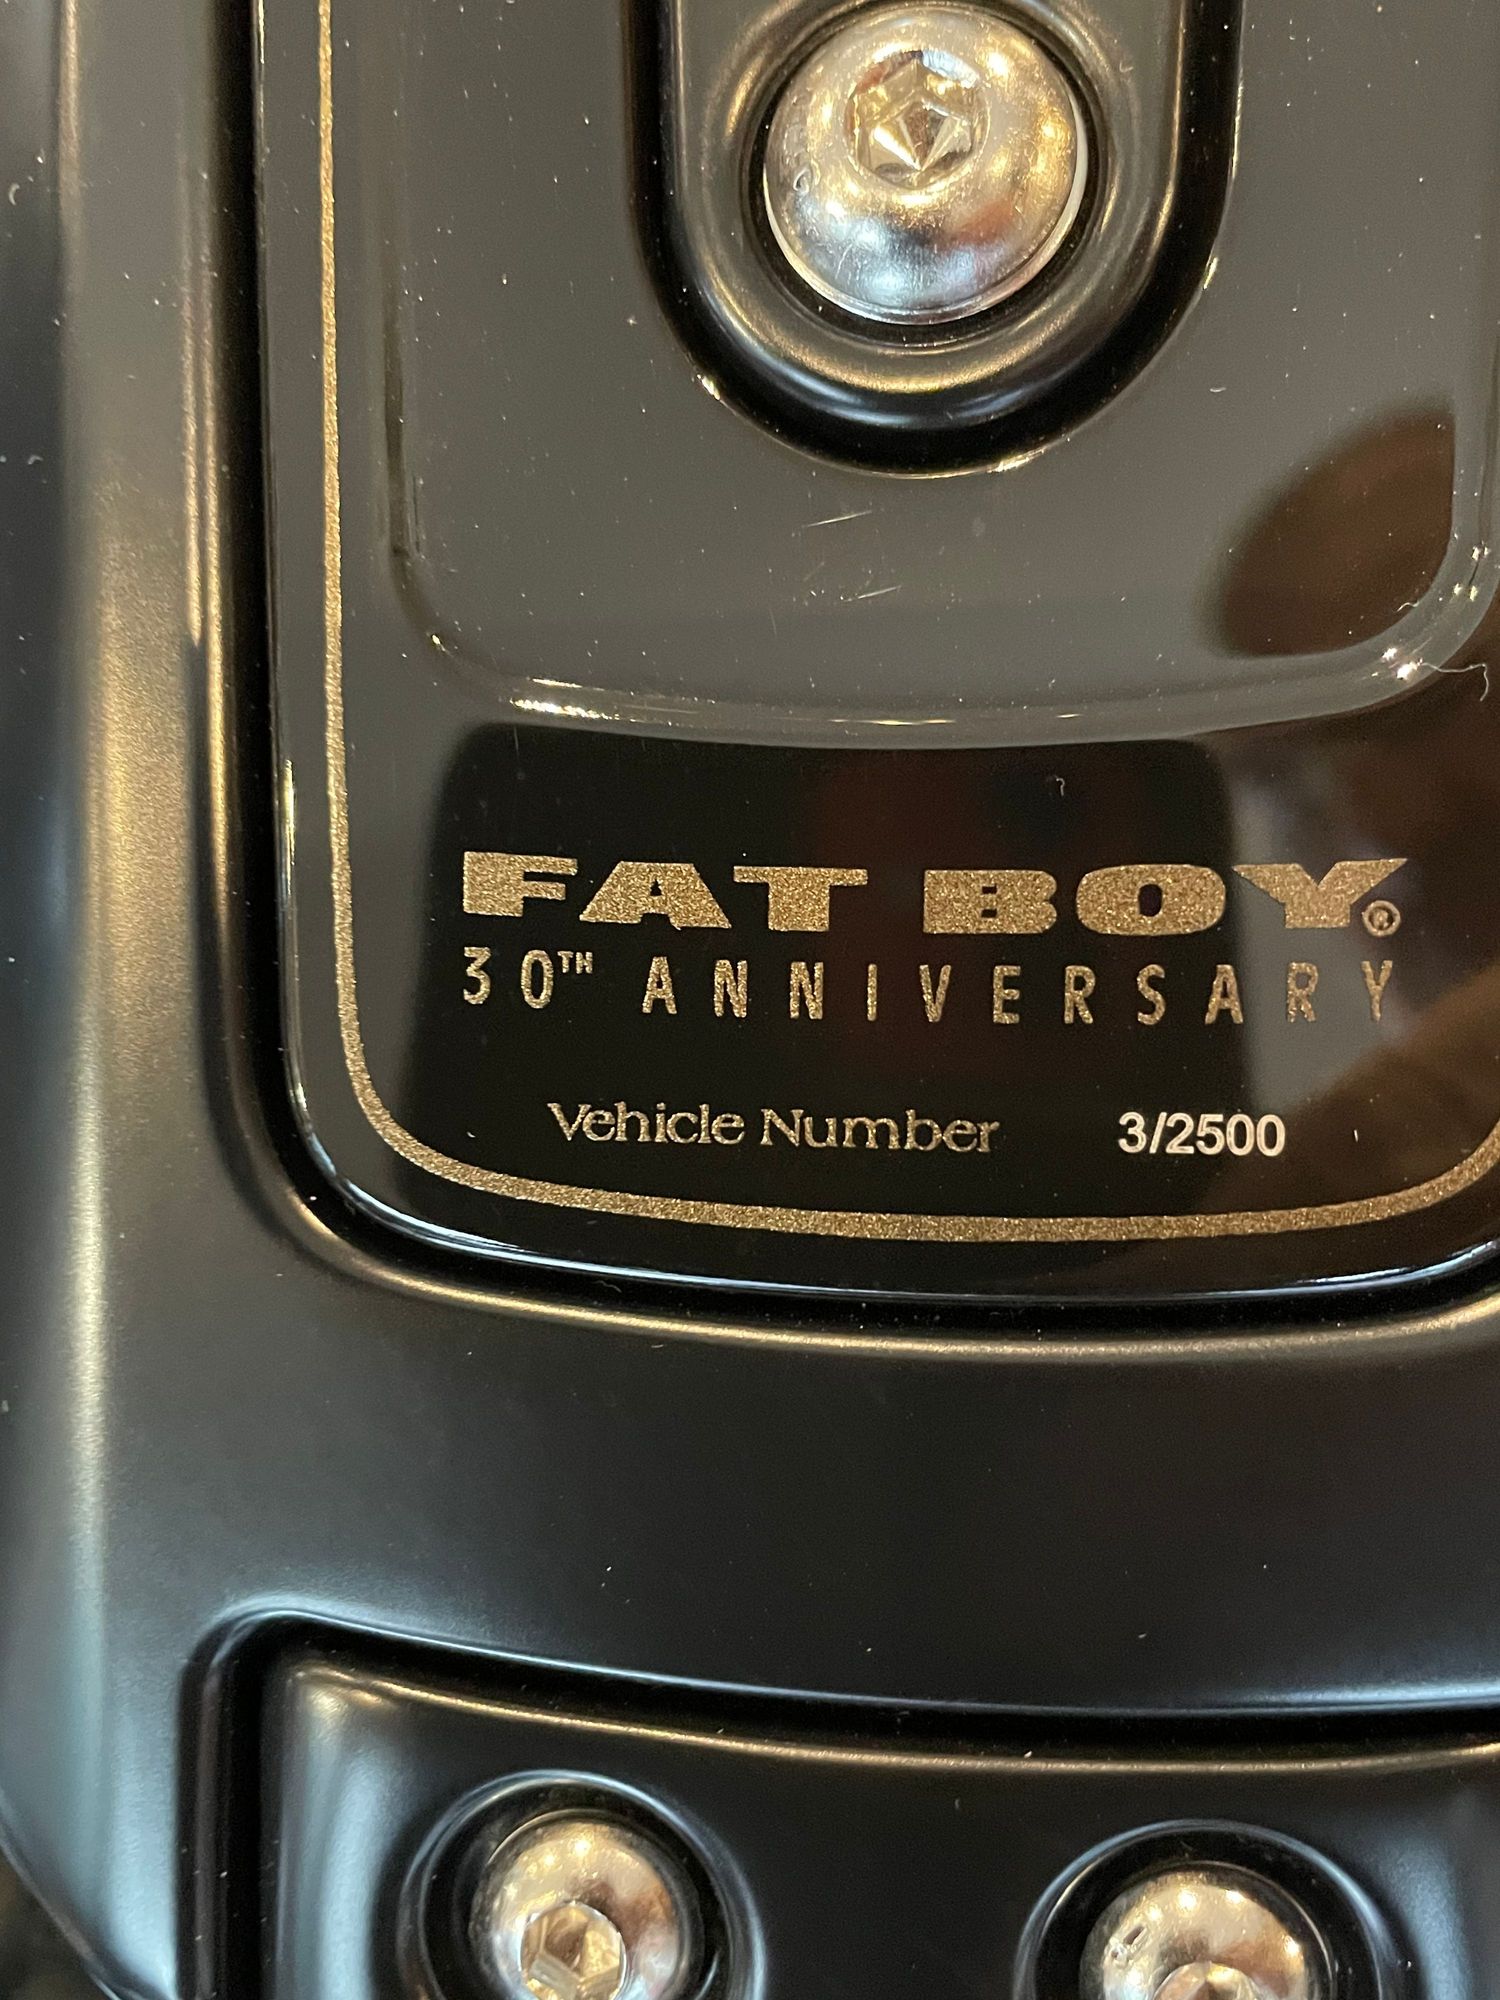 FAT BOY®
30TH ANNIVERSARY
Vehicle Number 3/2500